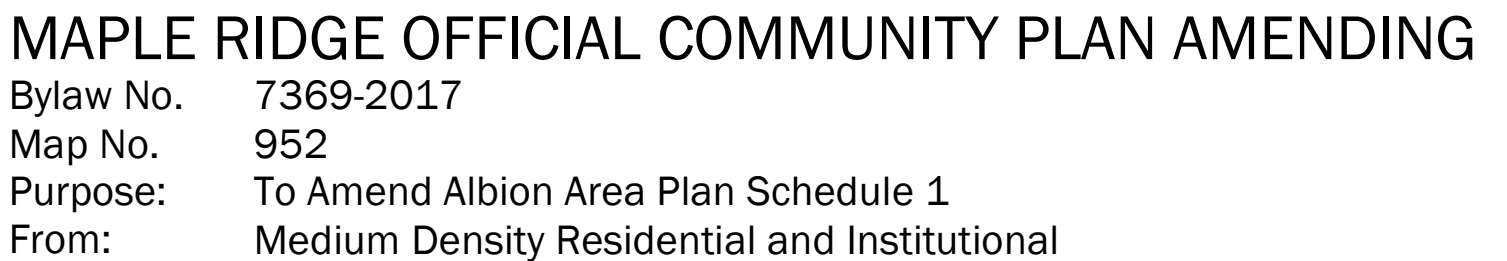 MAPLE RIDGE OFFICIAL COMMUNITY PLAN AMENDING
Bylaw No. 7369-2017
Map No. 952
Purpose: To Amend Albion Area Plan Schedule 1
From: Medium Density Residential and Institutional